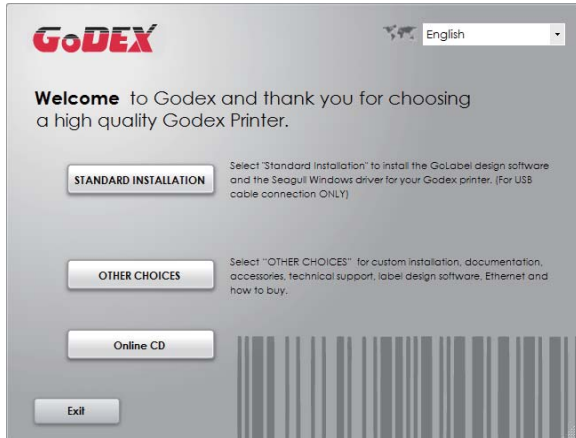 GoDEX
English
Welcome to Godex and thank you for choosing
a high quality Godex Printer.
STANDARD INSTALLATION
Select "Standard Installation" to install the GoLabel design software
and the Seagull Windows driver for your Godex printer. (For USB
cable connection ONLY)
OTHER CHOICES
Select "OTHER CHOICES" for custom installation, documentation,
accessories, technical support, label design software, Ethernet and
how to buy.
Online CD
Exit